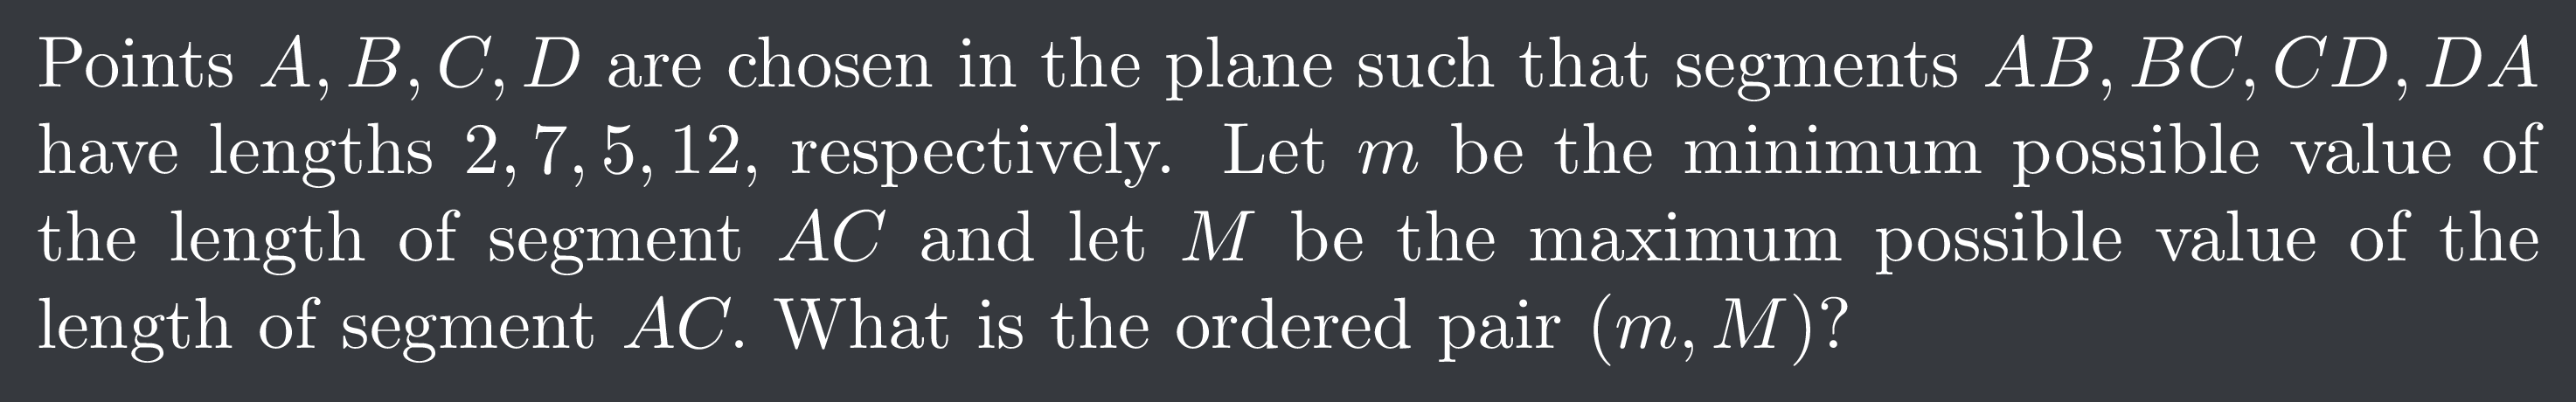 Points A, B, C, D are chosen in the plane such that segments AB, BC, CD, DA
have lengths 2, 7, 5, 12, respectively. Let m be the minimum possible value of
the length of segment AC and let M be the maximum possible value of the
length of segment AC. What is the ordered pair (m, M)?